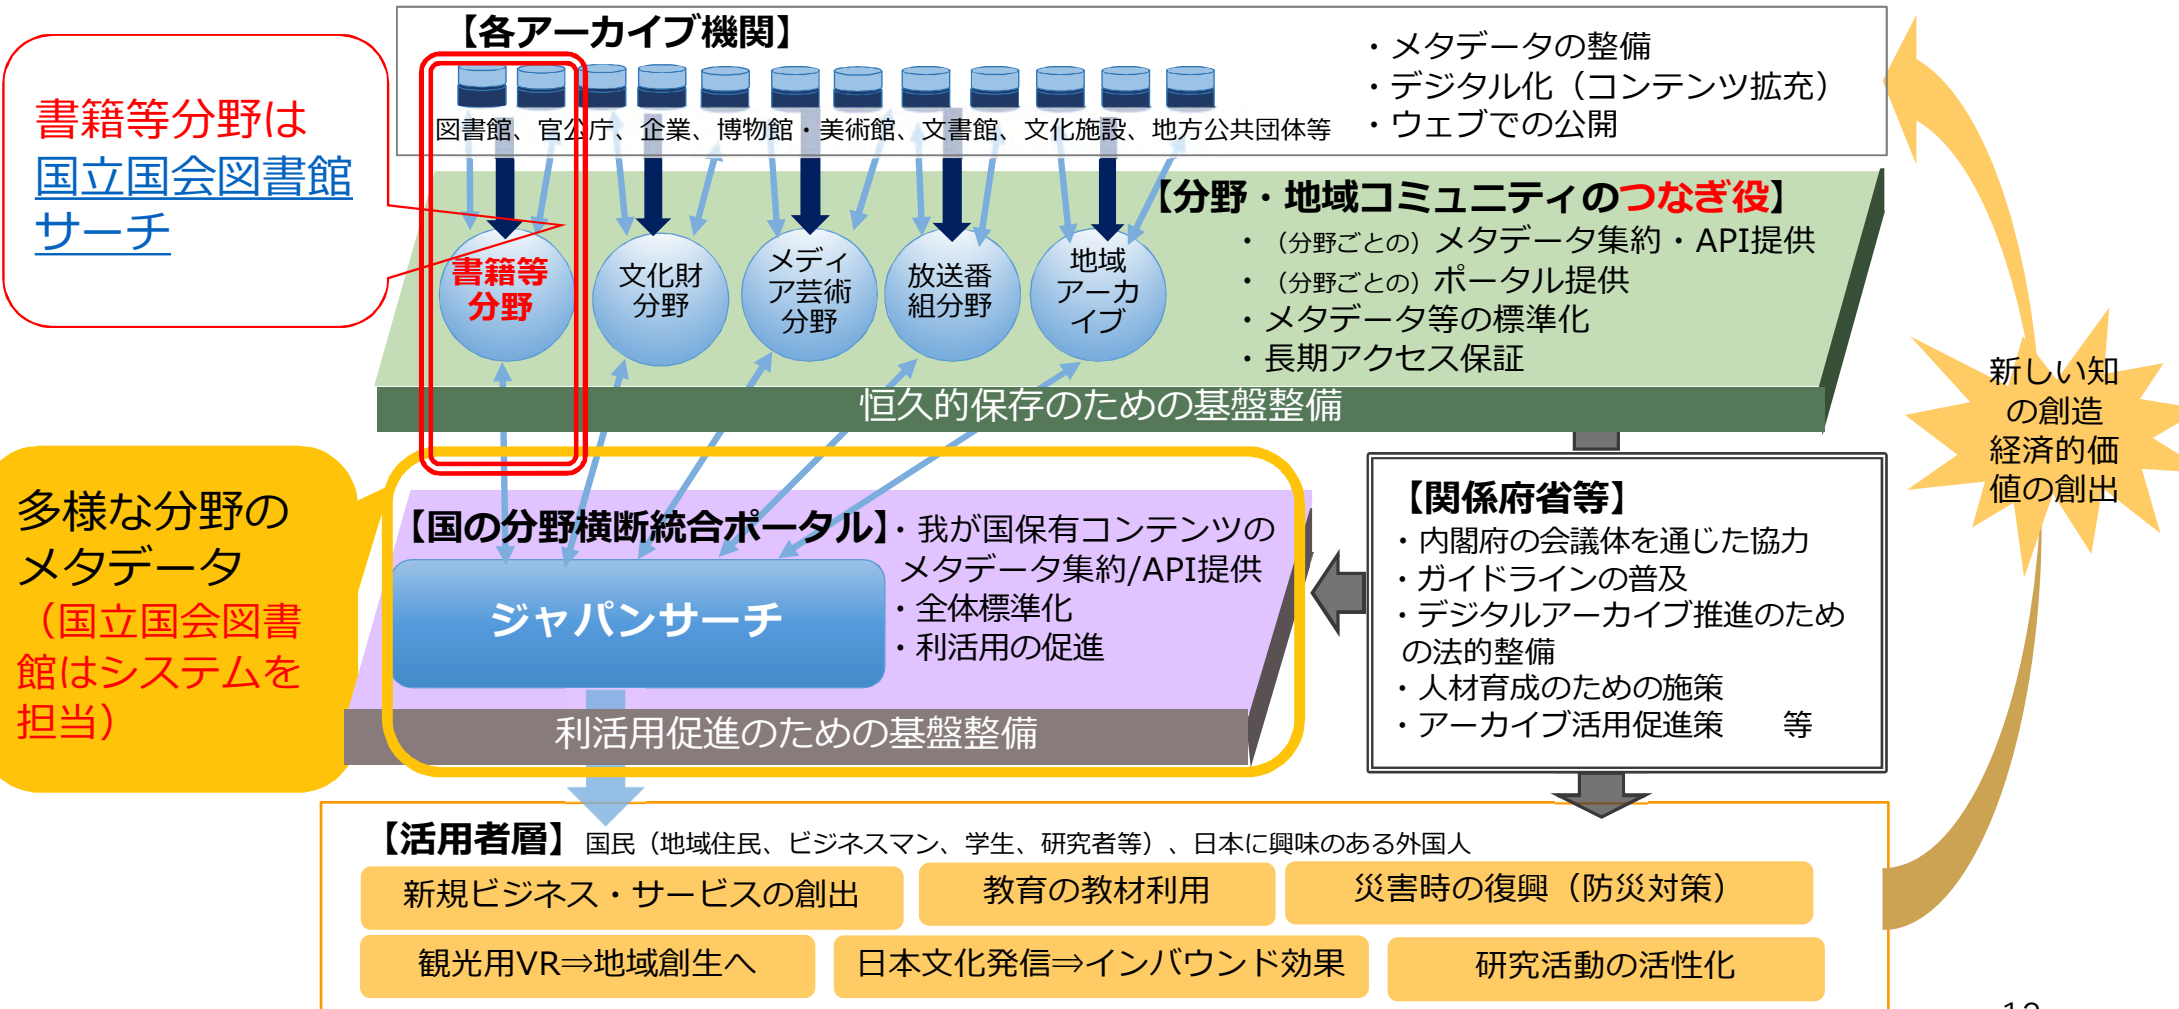 【各アーカイブ機関】
・メタデータの整備
・デジタル化（コンテンツ拡充）
・ウェブでの公開
図書館、官公庁、企業、博物館・美術館、文書館、文化施設、地方公共団体等
書籍等分野は
国立国会図書館
サーチ
【分野・地域コミュニティのつなぎ役】
・（分野ごとの）メタデータ集約・API提供
・（分野ごとの）ポータル提供
・メタデータ等の標準化
・長期アクセス保証
書籍等
分野
文化財
分野
メディ
ア芸術
分野
放送番
組分野
地域
アーカ
イブ
恒久的保存のための基盤整備
新しい知
の創造
経済的価
値の創出
多様な分野の
メタデータ
（国立国会図書
館はシステムを
担当）
【国の分野横断統合ポータル】
・我が国保有コンテンツの
メタデータ集約/API提供
・全体標準化
・利活用の促進
ジャパンサーチ
利活用促進のための基盤整備
【関係府省等】
・内閣府の会議体を通じた協力
・ガイドラインの普及
・デジタルアーカイブ推進のため
の法的整備
・人材育成のための施策
・アーカイブ活用促進策　等
【活用者層】国民（地域住民、ビジネスマン、学生、研究者等）、日本に興味のある外国人
新規ビジネス・サービスの創出
教育の教材利用
災害時の復興（防災対策）
観光用VR⇒地域創生へ
日本文化発信⇒インバウンド効果
研究活動の活性化